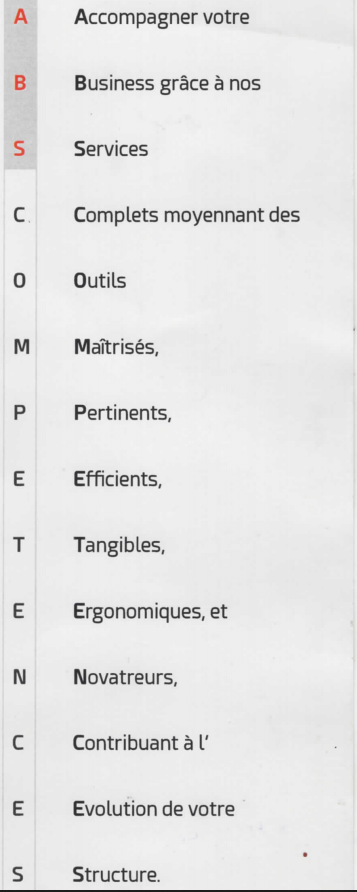 A Accompagner votre
B Business grâce à nos
S Services
C Complets moyennant des
O Outils
M Maîtrisés,
P Pertinents,
E Efficients,
T Tangibles,
E Ergonomiques, et
N Novatreurs,
C Contribuant à l'
E Evolution de votre
S Structure.